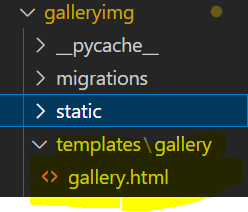 galleryimg
__pycache__
migrations
static
templates\gallery
<> gallery.html